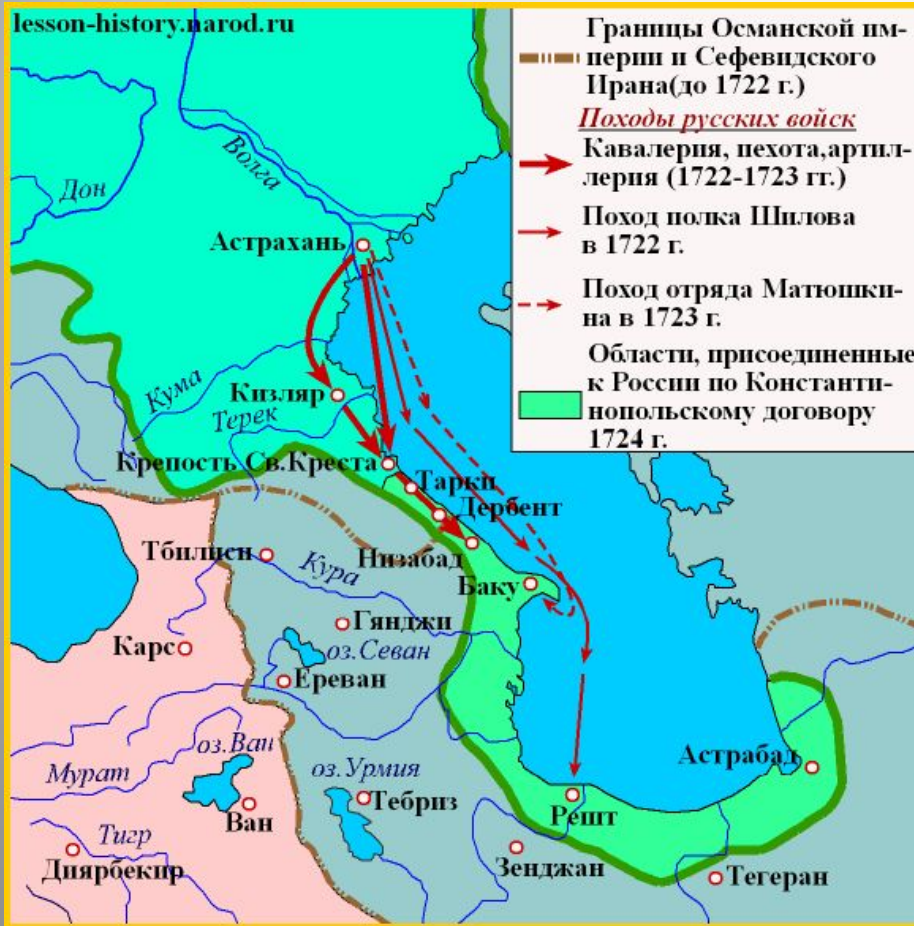 lesson-history.narod.ru
Границы Османской им-
перии и Сефевидского
Ирана(до 1722 г.)
Походы русских войск
Кавалерия, пехота,артил-
лерия (1722-1723 гг.)
Поход полка Шилова
в 1722 г.
Поход отряда Матюшки-
на в 1723 г.
Области, присоединенные
к России по Константи-
нопольскому договору
1724 г.
Волга
Дон
Астрахань
Кума
Кизляр
Терек
Крепость Св.Креста
Тарки
Дербент
Низабад
Тбилиси
Кура
Баку
Гянджи
Карс
оз.Севан
Ереван
оз.Ван
Мурат
оз.Урмия
Астрабад
Тебриз
Ван
Решт
Тигр
Зенджан
Диярбекир
Тегеран